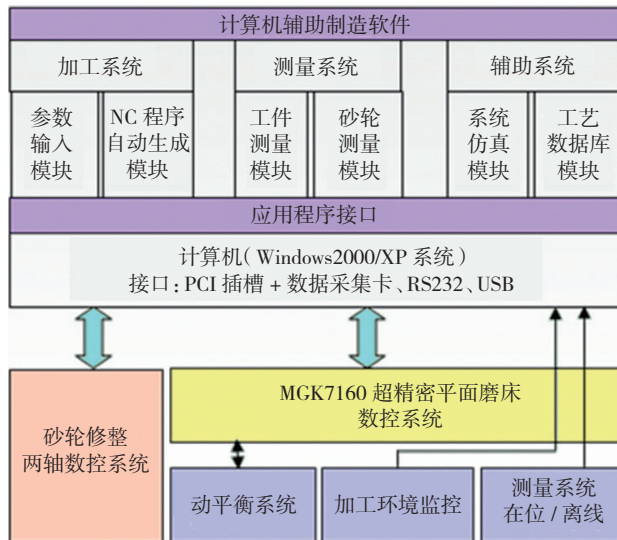 计算机辅助制造软件
加工系统
测量系统
辅助系统
参数
输入
模块
NC 程序
自动生成
模块
工件
测量
模块
砂轮
测量
模块
系统
仿真
模块
工艺
数据库
模块
应用程序接口
计算机(Windows2000/XP 系统)
接口:PCI 插槽 + 数据采集卡、RS232、USB
砂轮修整
两轴数控系统
MGK7160 超精密平面磨床
数控系统
动平衡系统
加工环境监控
测量系统
在位 / 离线